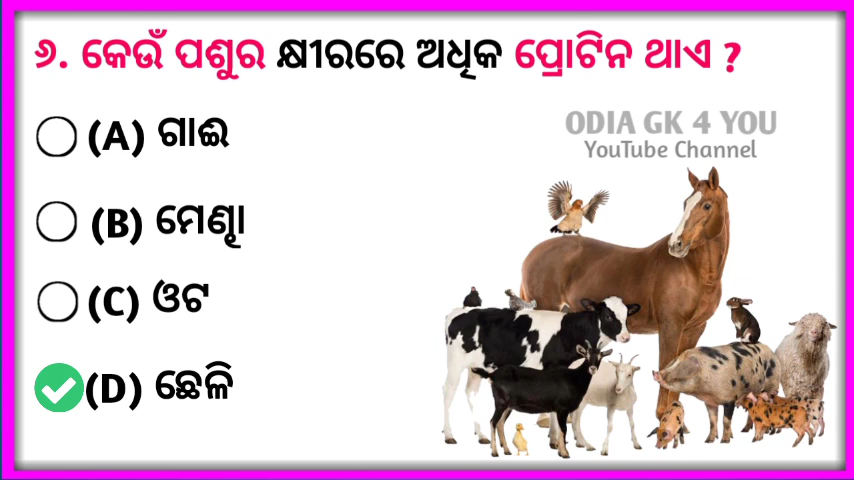 ୬. କେଉଁ ପଶୁର କ୍ଷୀରରେ ଅଧିକ ପ୍ରୋଟିନ ଥାଏ ?
ODIA GK 4 YOU
YouTube Channel
(A) ଗାଈ
(B) ମେଣ୍ଢା
(C) ଓଟ
(D) ଛେଳି